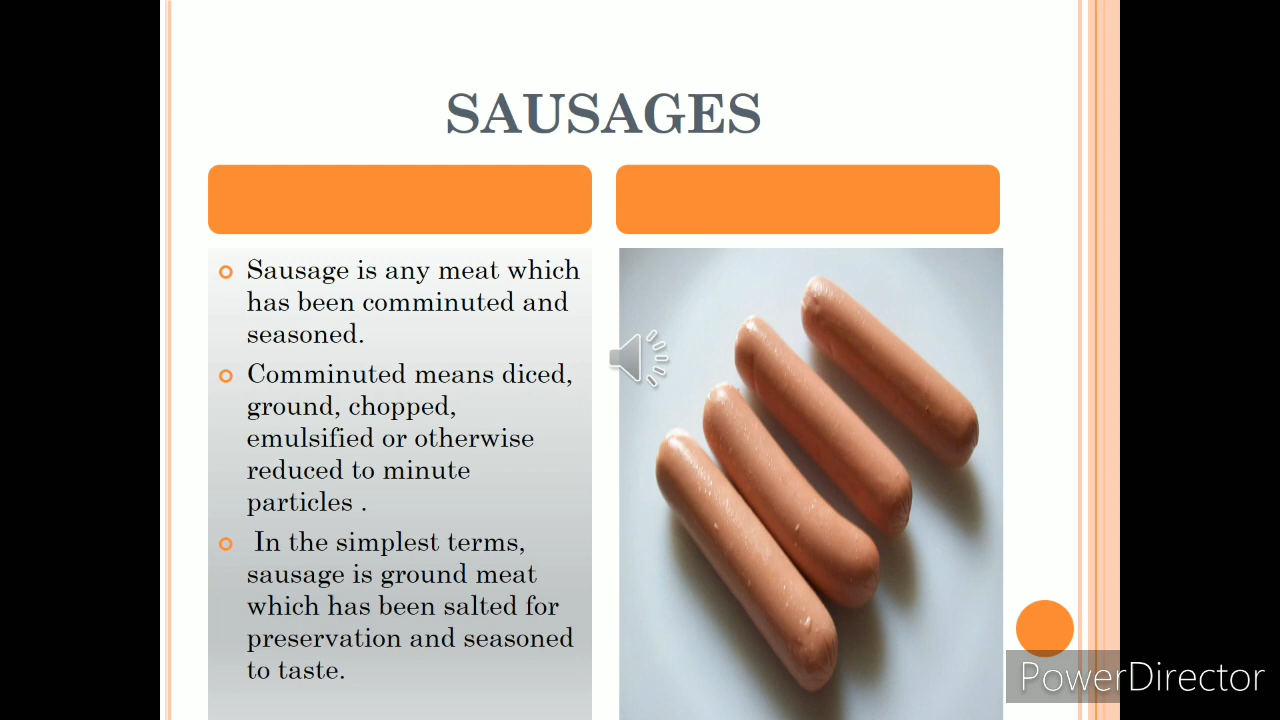 SAUSAGES
Sausage is any meat which
has been comminuted and
seasoned.
Comminuted means diced,
ground, chopped,
emulsified or otherwise
reduced to minute
particles .
In the simplest terms,
sausage is ground meat
which has been salted for
preservation and seasoned
to taste.
PowerDirector